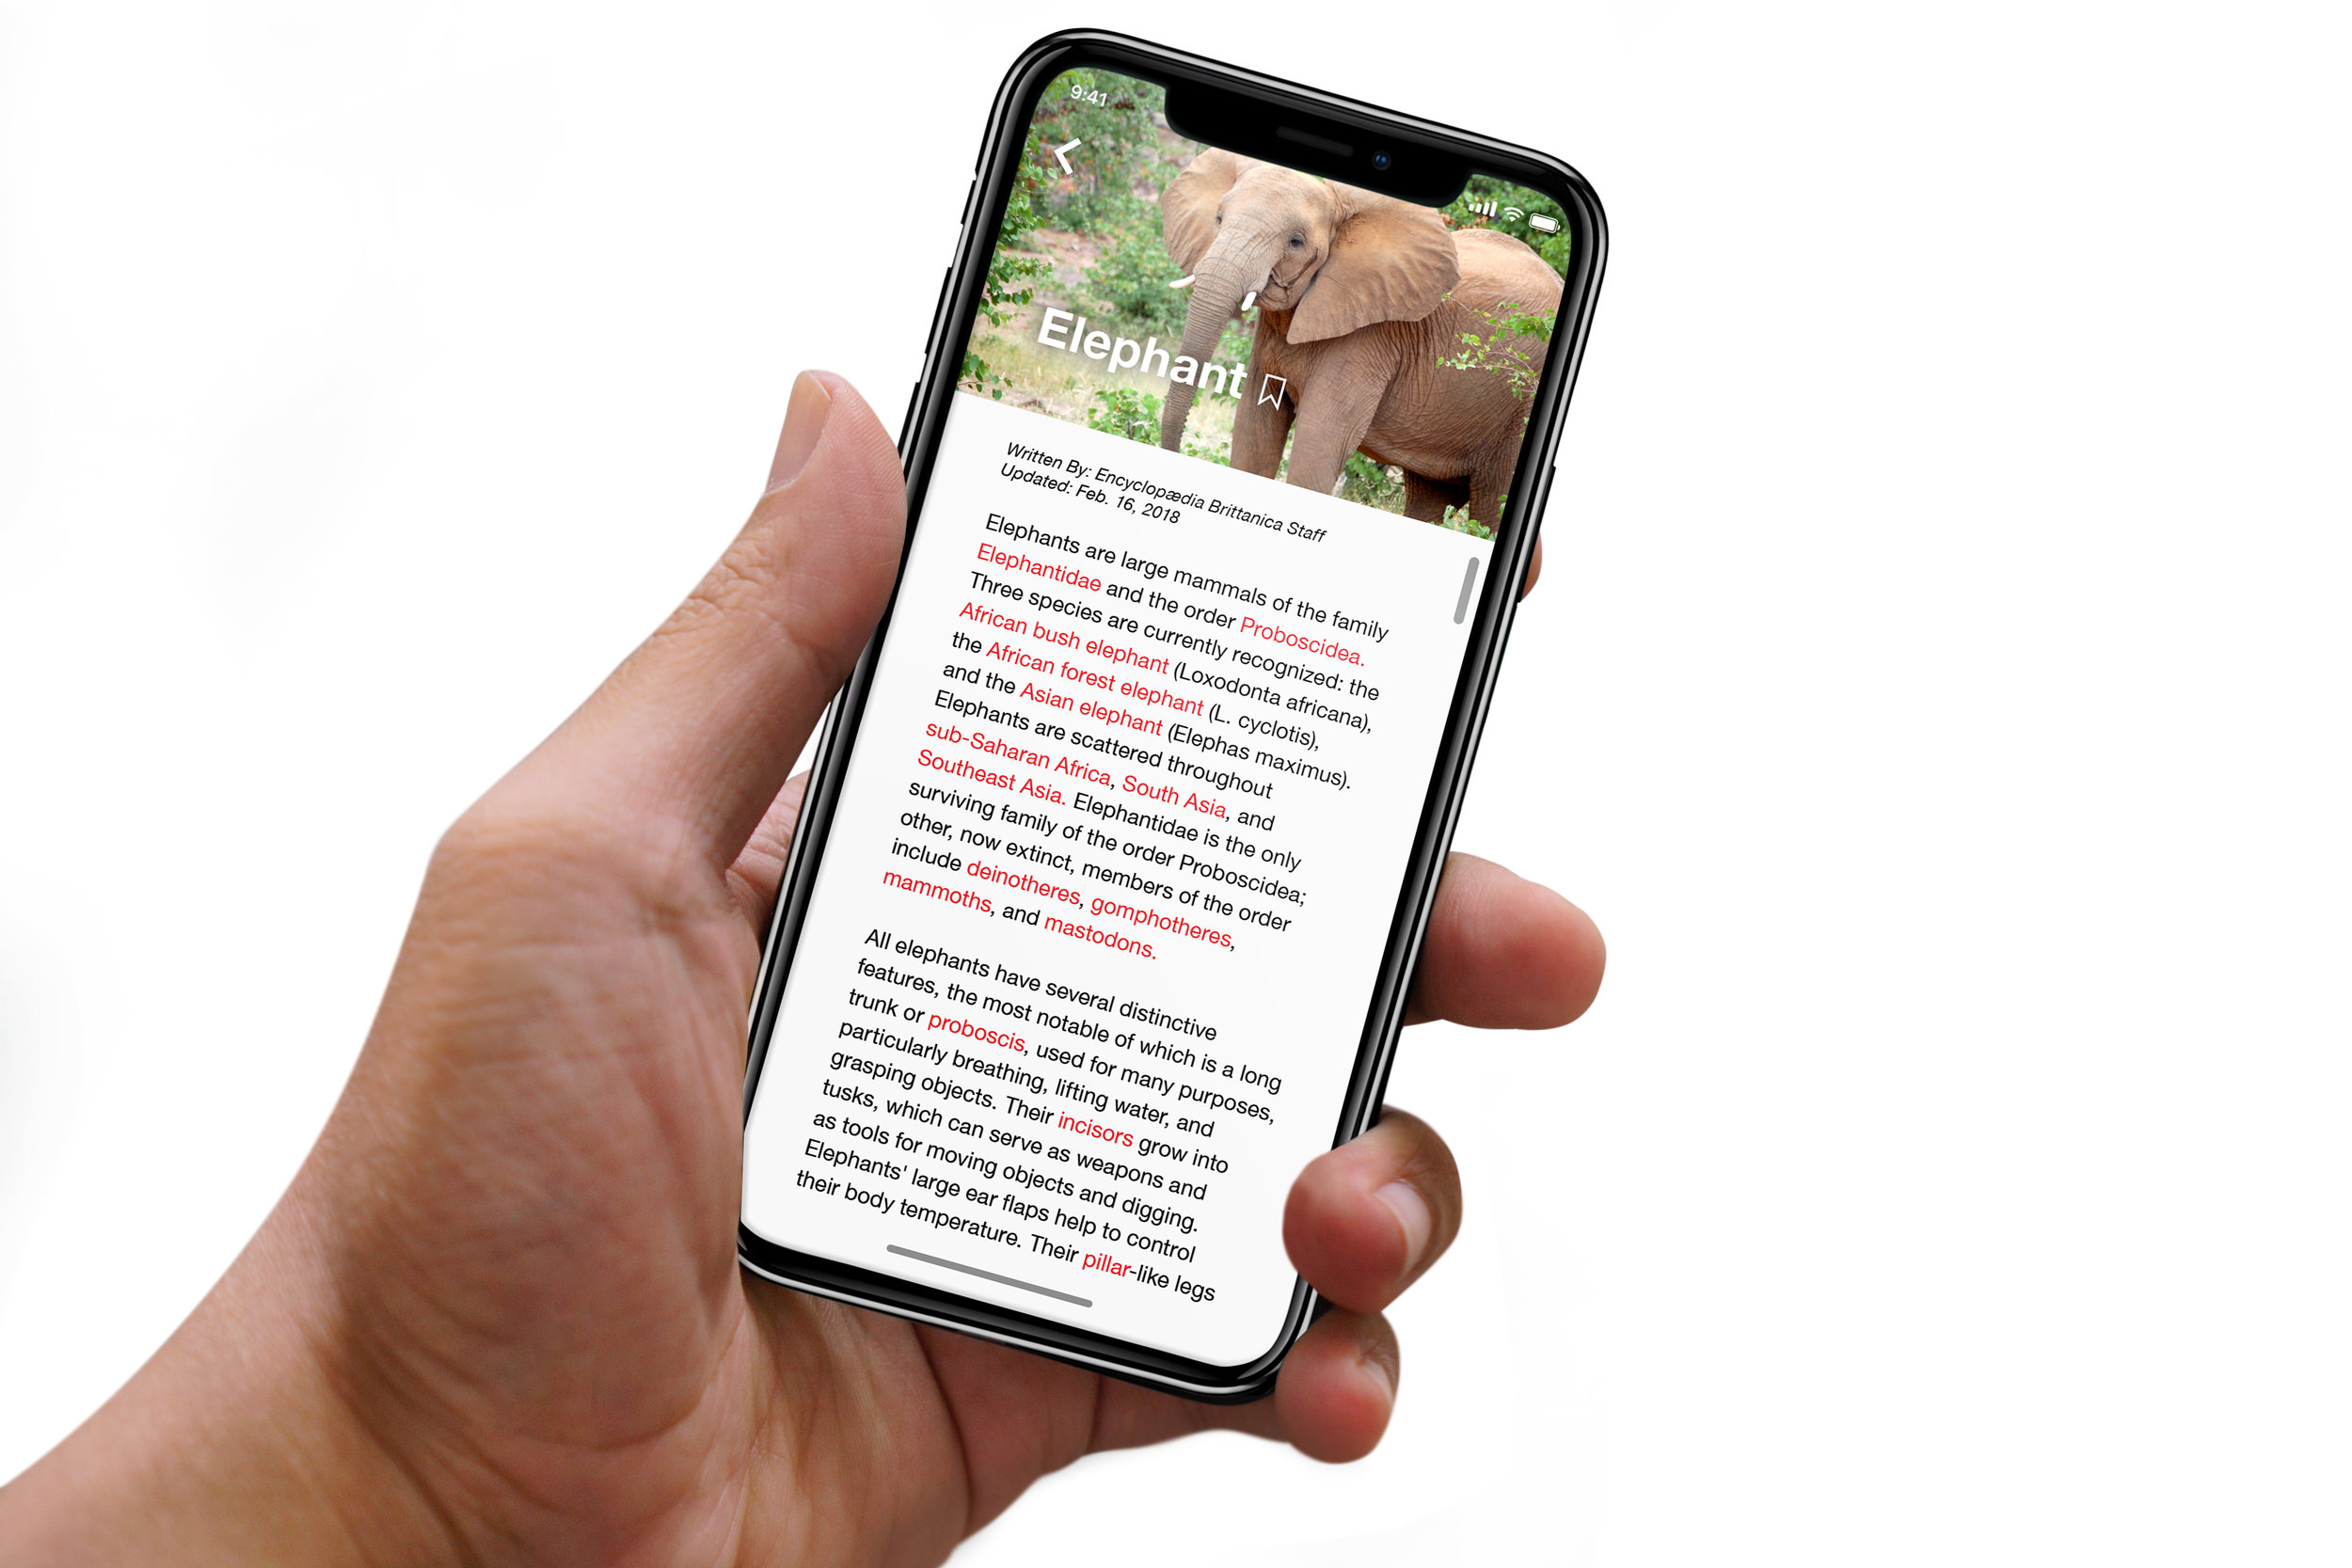 9:41
Elephant
Written By: Encyclopædia Brittanica Staff
Updated: Feb. 16, 2018
Elephants are large mammals of the family
Elephantidae and the order Proboscidea.
Three species are currently recognized: the
African bush elephant (Loxodonta africana),
the African forest elephant (L. cyclotis),
and the Asian elephant (Elephas maximus).
Elephants are scattered throughout
sub-Saharan Africa, South Asia, and
Southeast Asia. Elephantidae is the only
surviving family of the order Proboscidea;
other, now extinct, members of the order
include deinotheres, gomphotheres,
mammoths, and mastodons.
All elephants have several distinctive
features, the most notable of which is a long
trunk or proboscis, used for many purposes,
particularly breathing, lifting water, and
grasping objects. Their incisors grow into
tusks, which can serve as weapons and
as tools for moving objects and digging.
Elephants' large ear flaps help to control
their body temperature. Their pillar-like legs